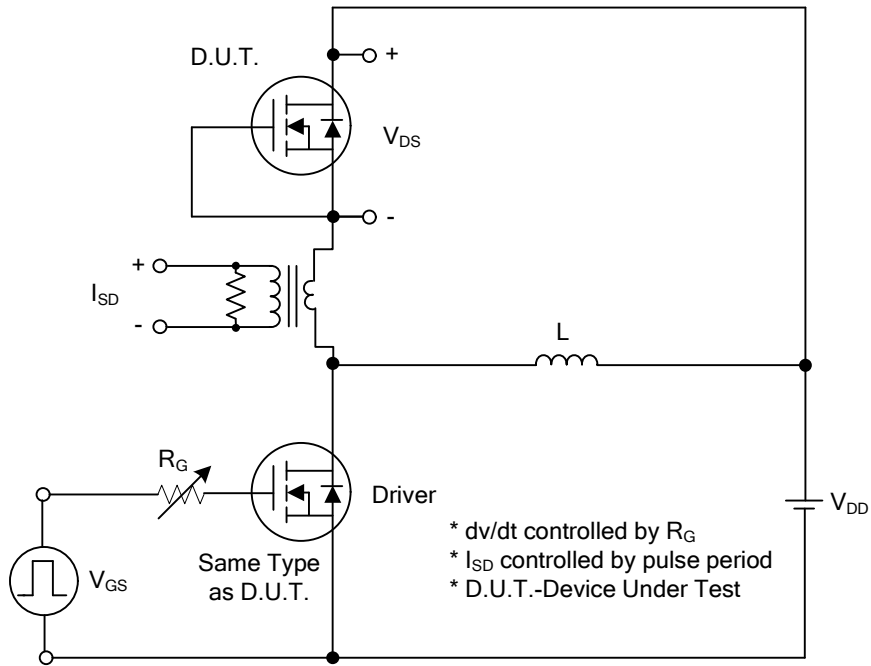 D.U.T.
+
V_DS
-
+
I_SD
-
L
R_G
Driver
V_DD
Same Type
as D.U.T.
V_GS
* dv/dt controlled by R_G
* I_SD controlled by pulse period
* D.U.T.-Device Under Test